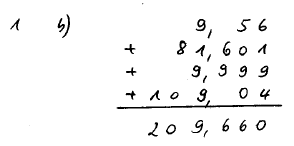 1 b) 9,56
+ 81,601
+ 9,999
+ 109,04
209,660